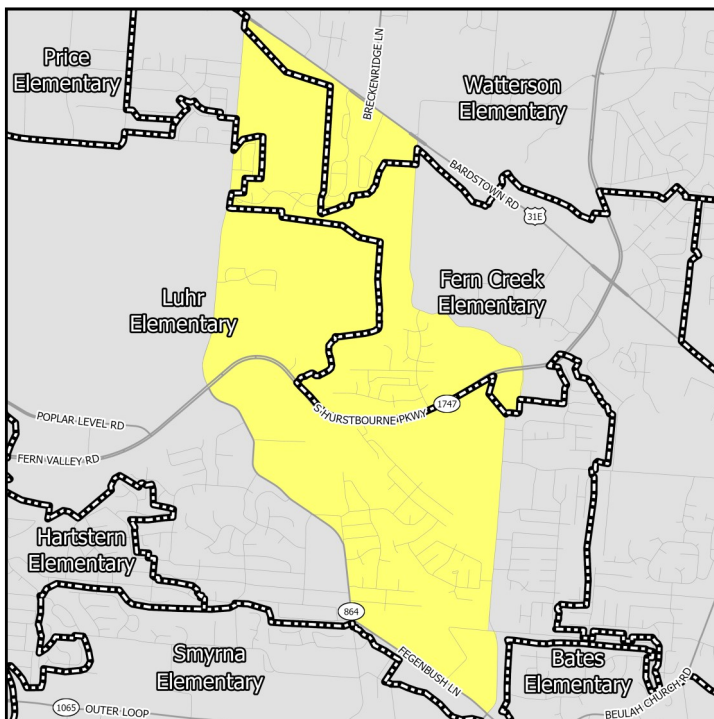 Price
Elementary
BRECKENRIDGE LN
Watterson
Elementary
BARDSTOWN RD
31E
Luhr
Elementary
Fern Creek
Elementary
S HURSTBOURNE PKWY
1747
POPLAR LEVEL RD
FERN VALLEY RD
Hartstern
Elementary
864
Smyrna
Elementary
FEGENBUSH LN
Bates
Elementary
1065
OUTER LOOP
BEULAH CHURCH RD